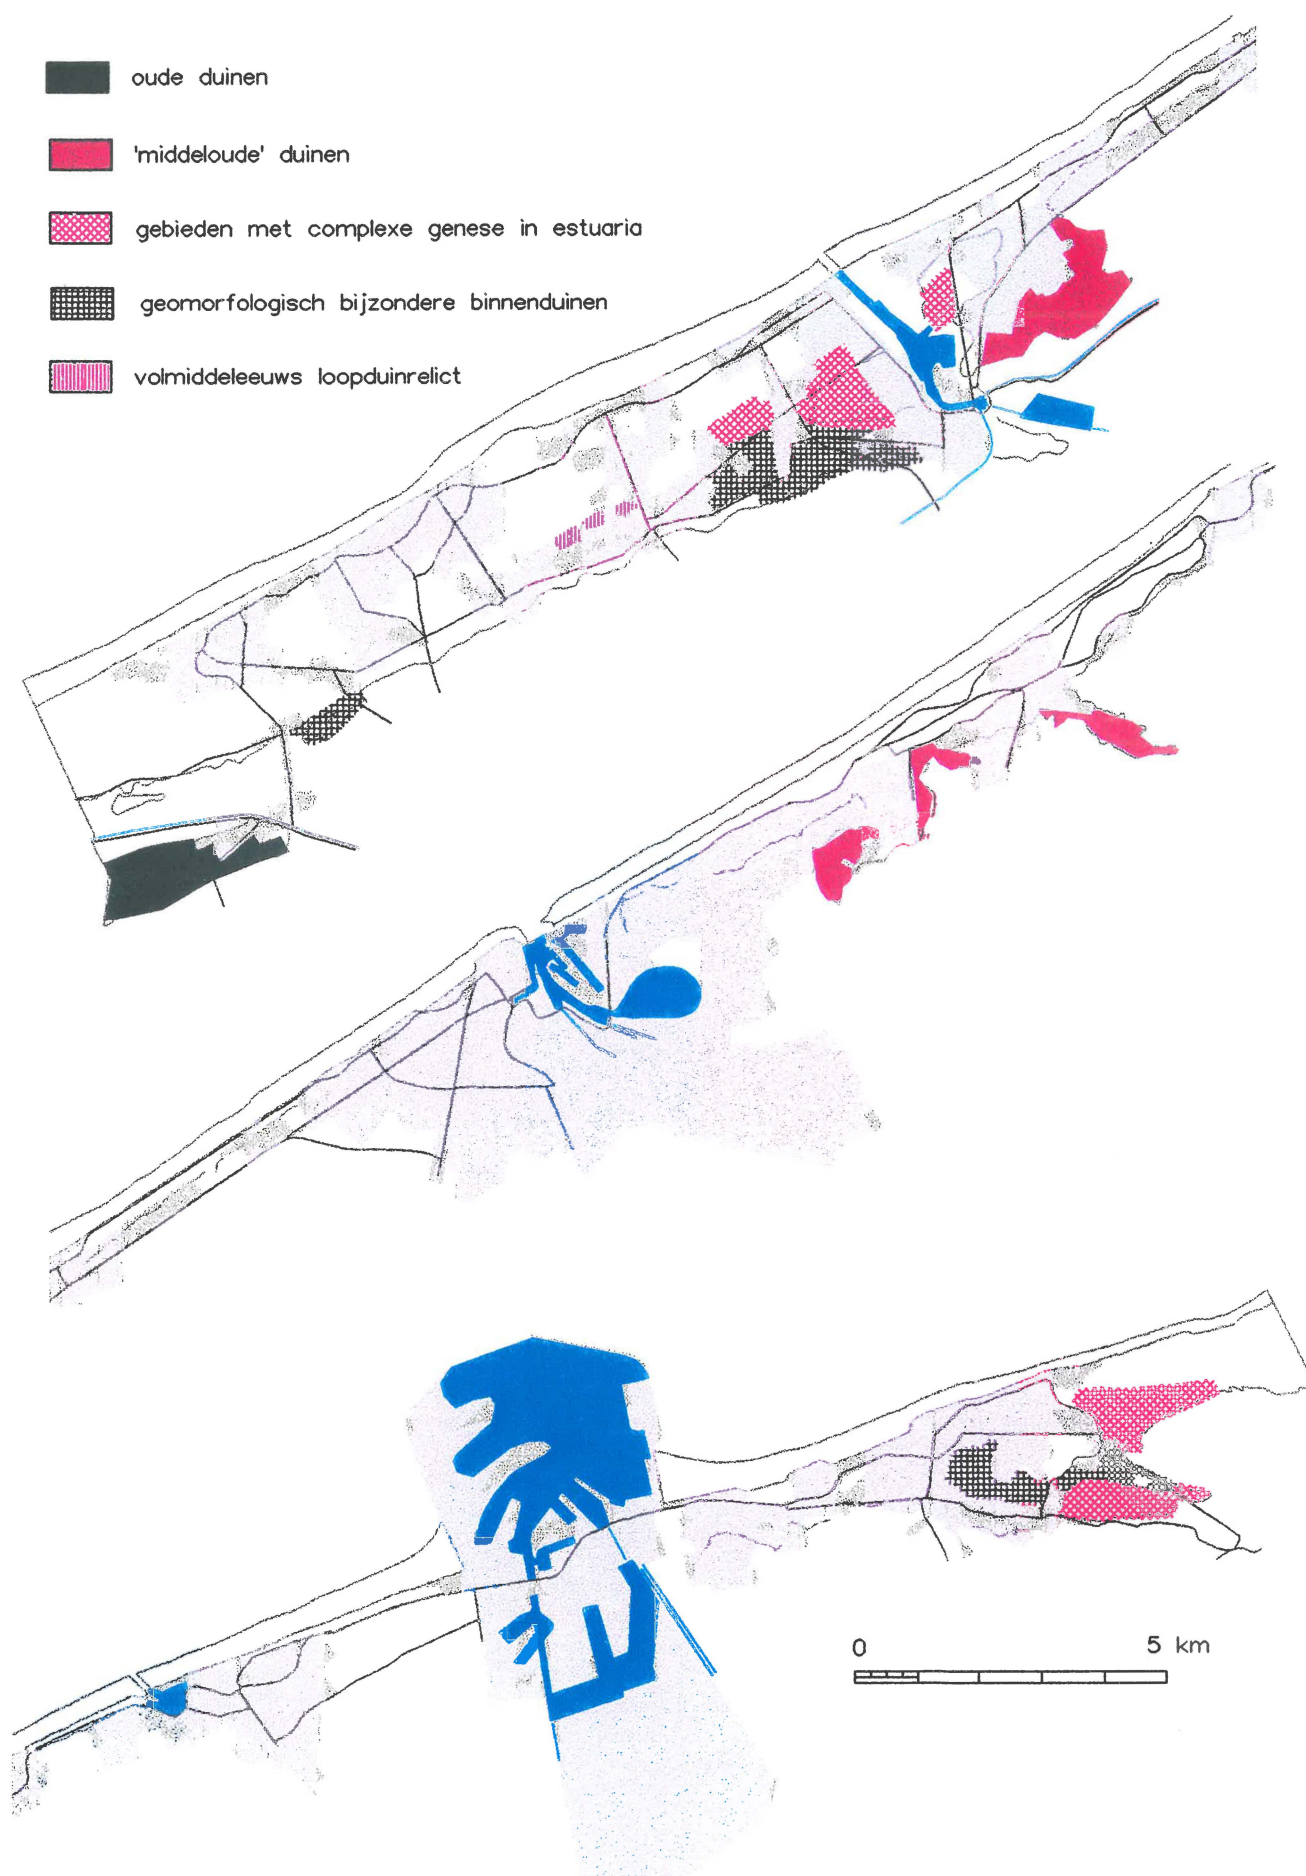 oude duinen
'middeloude' duinen
gebieden met complexe genese in estuaria
geomorfologisch bijzondere binnenduinen
volmiddeleeuws loopduinrelict
0 5 km